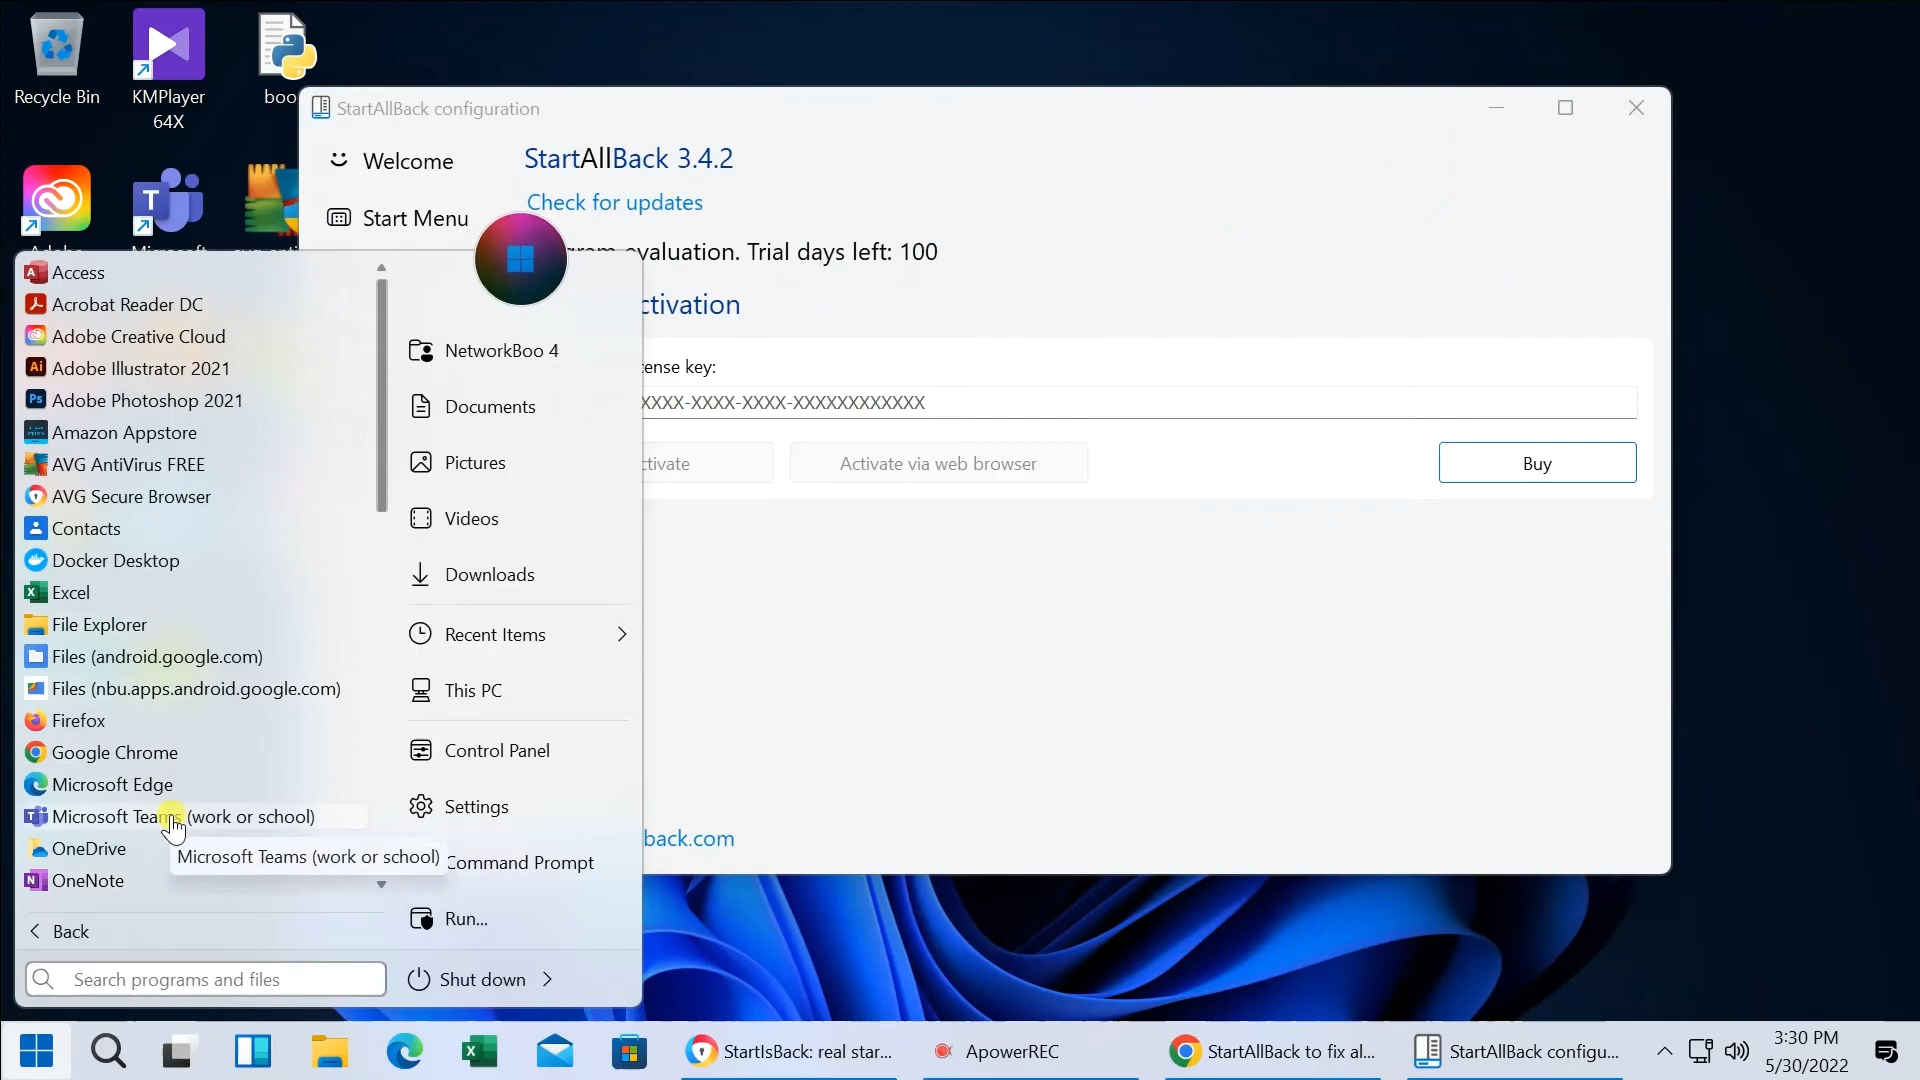 Recycle Bin
KMPlayer
64X
boo
StartAllBack configuration
Welcome
Start Menu
StartAllBack 3.4.2
Check for updates
evaluation. Trial days left: 100
ctivation
ense key:
XXXX-XXXX-XXXX-XXXXXXXXXXXX
ctivate
Activate via web browser
Buy
back.com
Access
Acrobat Reader DC
Adobe Creative Cloud
Adobe Illustrator 2021
Adobe Photoshop 2021
Amazon Appstore
AVG AntiVirus FREE
AVG Secure Browser
Contacts
Docker Desktop
Excel
File Explorer
Files (android.google.com)
Files (nbu.apps.android.google.com)
Firefox
Google Chrome
Microsoft Edge
Microsoft Teams (work or school)
OneDrive
Microsoft Teams (work or school)
OneNote
Back
Search programs and files
NetworkBoo 4
Documents
Pictures
Videos
Downloads
Recent Items
This PC
Control Panel
Settings
Command Prompt
Run...
Shut down
StartIsBack: real star...
ApowerREC
StartAllBack to fix al...
StartAllBack configu...
3:30 PM
5/30/2022